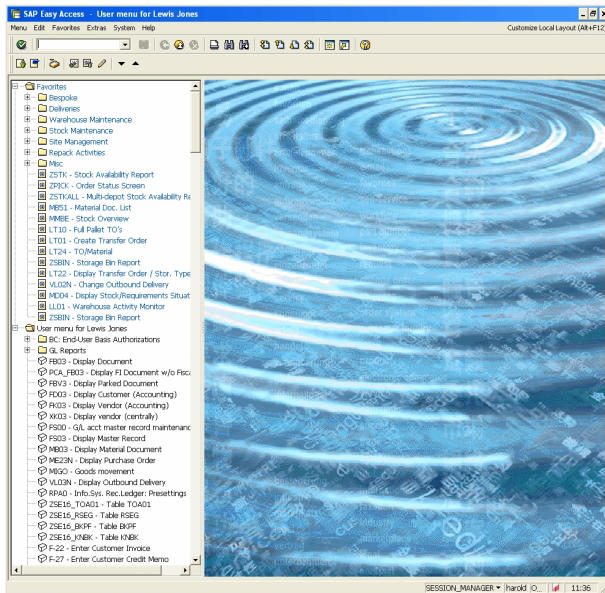 SAP Easy Access - User menu for Lewis Jones
Menu Edit Favorites Extras System Help
Customize Local Layout (Alt+F12)
Favorites
Bespoke
Deliveries
Warehouse Maintenance
Stock Maintenance
Site Management
Repack Activities
Misc
ZSTK - Stock Availability Report
ZPICK - Order Status Screen
ZSTKALL - Multi-depot Stock Availability Re
MB51 - Material Doc. List
MMBE - Stock Overview
LT10 - Full Pallet TO's
LT01 - Create Transfer Order
LT24 - TO/Material
ZSBIN - Storage Bin Report
LT22 - Display Transfer Order / Stor. Type
VL02N - Change Outbound Delivery
MD04 - Display Stock/Requirements Situat
LL01 - Warehouse Activity Monitor
ZSBIN - Storage Bin Report
User menu for Lewis Jones
BC: End-User Basis Authorizations
GL Reports
FB03 - Display Document
PCA_FB03 - Display FI Document w/o Fisca
FBV3 - Display Parked Document
FD03 - Display Customer (Accounting)
FK03 - Display Vendor (Accounting)
XK03 - Display vendor (centrally)
FS00 - G/L acct master record maintenanc
FS03 - Display Master Record
MB03 - Display Material Document
ME23N - Display Purchase Order
MIGO - Goods movement
VL03N - Display Outbound Delivery
RPA0 - Info.Sys. Rec.Ledger: Presettings
ZSE16_TOA01 - Table TOA01
ZSE16_RSEG - Table RSEG
ZSE16_BKPF - Table BKPF
ZSE16_KNBK - Table KNBK
F-22 - Enter Customer Invoice
F-27 - Enter Customer Credit Memo
SESSION_MANAGER harold O... 11:36